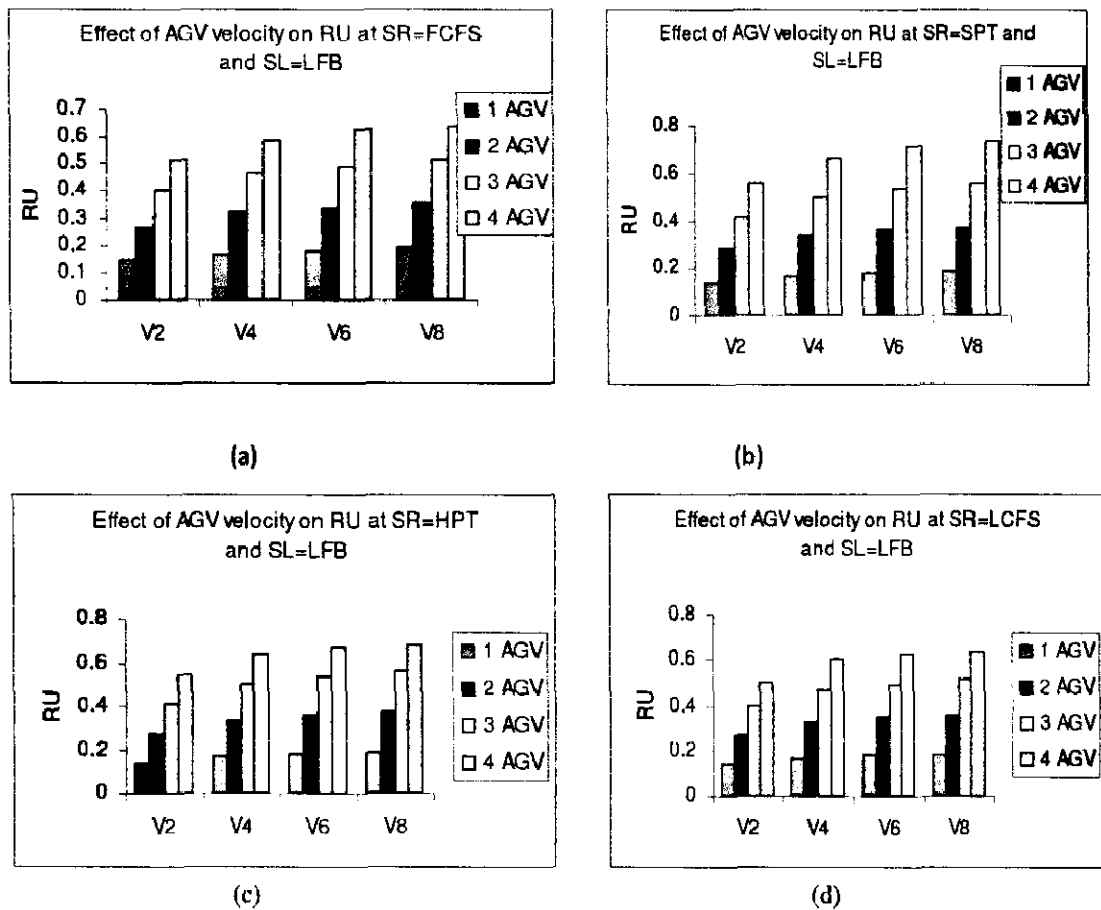 Effect of AGV velocity on RU at SR=FCFS
and SL=LFB
0.7
0.6
0.5
0.4
0.3
0.2
0.1
0
RU
V2 V4 V6 V8
1 AGV
2 AGV
3 AGV
4 AGV
(a)
Effect of AGV velocity on RU at SR=SPT and
SL=LFB
0.8
0.6
0.4
0.2
0
RU
V2 V4 V6 V8
1 AGV
2 AGV
3 AGV
4 AGV
(b)
Effect of AGV velocity on RU at SR=HPT
and SL=LFB
0.8
0.6
0.4
0.2
0
RU
V2 V4 V6 V8
1 AGV
2 AGV
3 AGV
4 AGV
(c)
Effect of AGV velocity on RU at SR=LCFS
and SL=LFB
0.8
0.6
0.4
0.2
0
RU
V2 V4 V6 V8
1 AGV
2 AGV
3 AGV
4 AGV
(d)